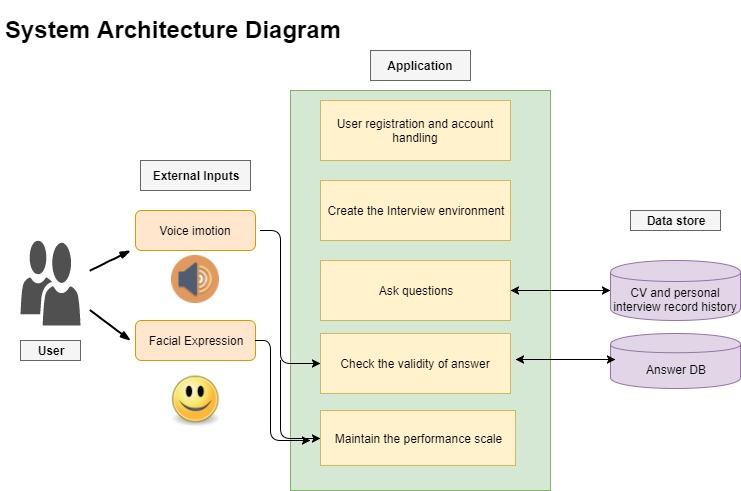 System Architecture Diagram
Application
User registration and account
handling
External Inputs
Create the Interview environment
Data store
Voice imotion
Ask questions
CV and personal
interview record history
User
Facial Expression
Check the validity of answer
Answer DB
Maintain the performance scale